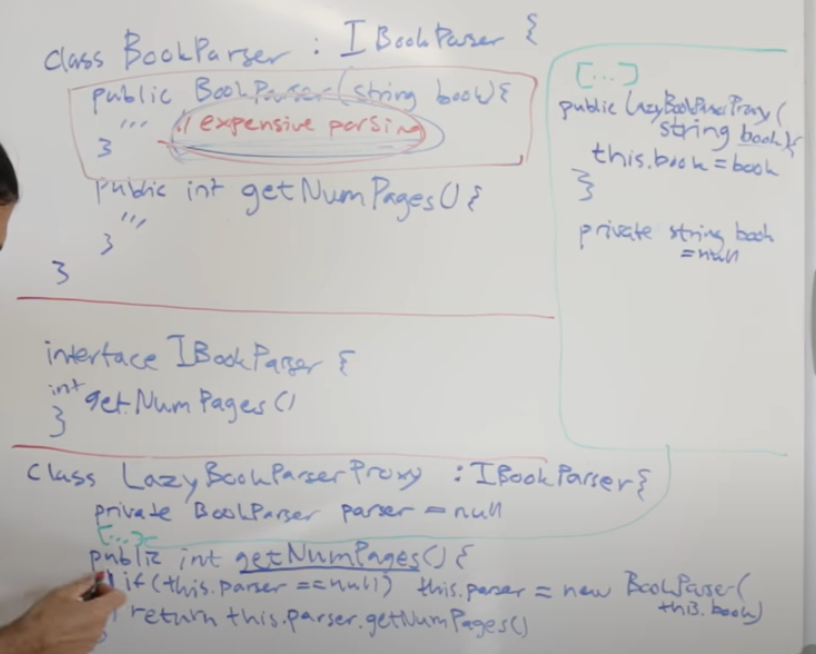 class BookParser : IBookParser {
public BookParser(string book){
''' // expensive parsing
}
public int getNumPages(){
'''
}
}
interface IBookParser {
int getNumPages()
}
class LazyBookParserProxy : IBookParser{
private BookParser parser = null
[...]
public int getNumPages(){
if(this.parser == null) this.parser = new BookParser(
this.book)
return this.parser.getNumPages()
}
[...]
public LazyBookParserProxy(
string book){
this.book = book
}
private string book
= null